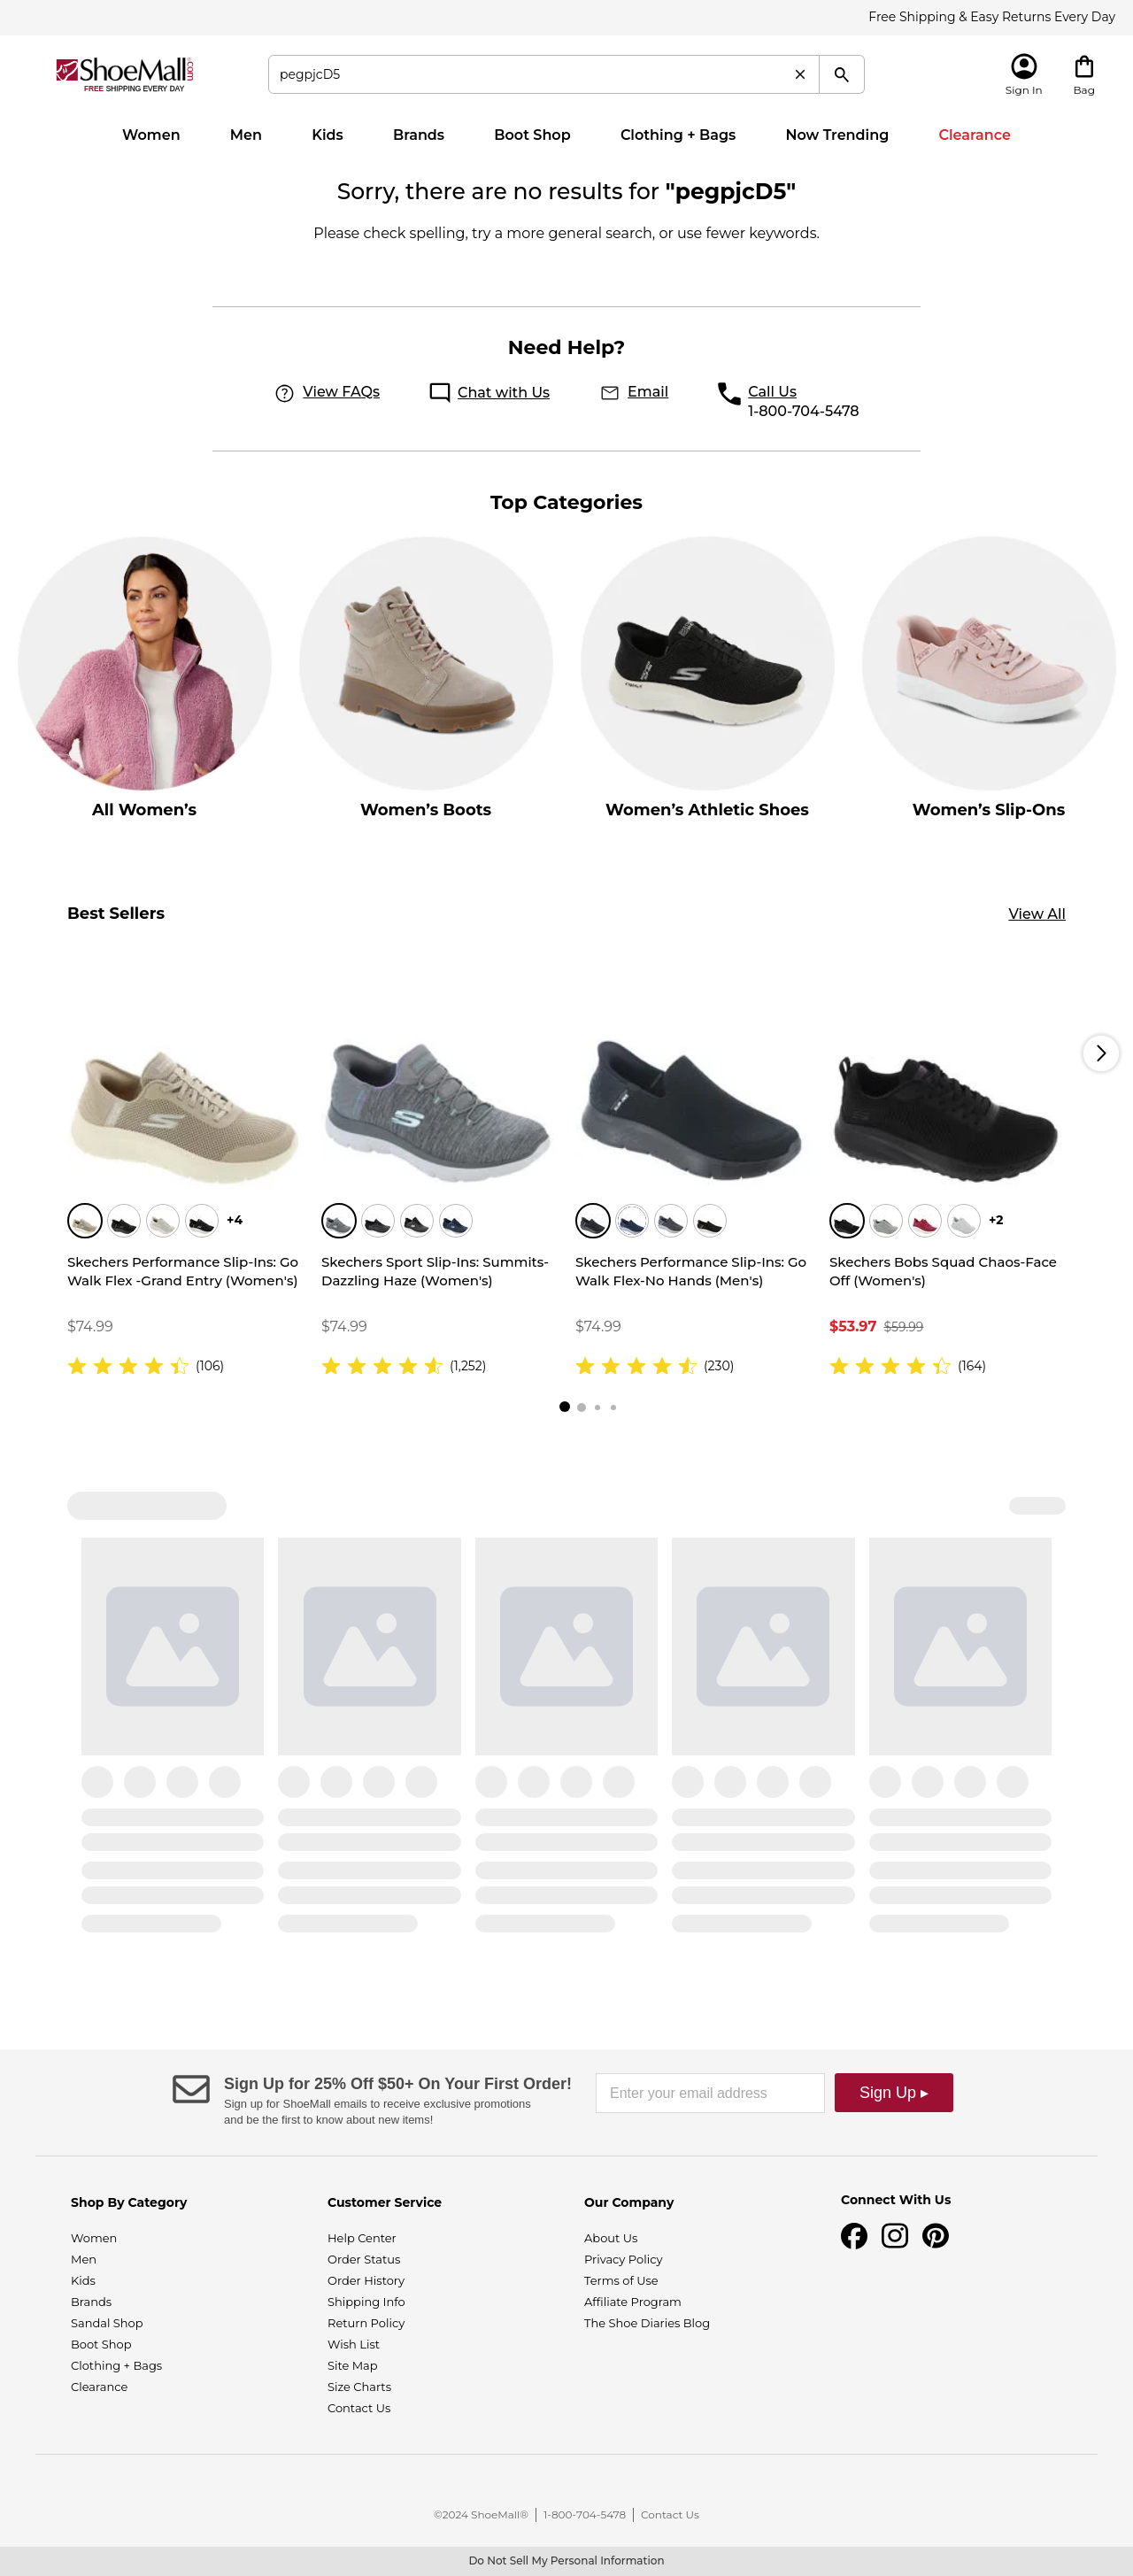 Free Shipping & Easy Returns Every Day
ShoeMall.com
FREE SHIPPING EVERY DAY
pegpjcD5
Sign In
Bag
Women Men Kids Brands Boot Shop Clothing + Bags Now Trending Clearance
Sorry, there are no results for "pegpjcD5"
Please check spelling, try a more general search, or use fewer keywords.
Need Help?
View FAQs Chat with Us Email Call Us
1-800-704-5478
Top Categories
All Women’s Women’s Boots Women’s Athletic Shoes Women’s Slip-Ons
Best Sellers View All
+4
Skechers Performance Slip-Ins: Go
Walk Flex -Grand Entry (Women's)
$74.99
(106)
Skechers Sport Slip-Ins: Summits-
Dazzling Haze (Women's)
$74.99
(1,252)
Skechers Performance Slip-Ins: Go
Walk Flex-No Hands (Men's)
$74.99
(230)
+2
Skechers Bobs Squad Chaos-Face
Off (Women's)
$53.97 $59.99
(164)
Sign Up for 25% Off $50+ On Your First Order!
Sign up for ShoeMall emails to receive exclusive promotions
and be the first to know about new items!
Enter your email address
Sign Up ▸
Shop By Category
Women
Men
Kids
Brands
Sandal Shop
Boot Shop
Clothing + Bags
Clearance
Customer Service
Help Center
Order Status
Order History
Shipping Info
Return Policy
Wish List
Site Map
Size Charts
Contact Us
Our Company
About Us
Privacy Policy
Terms of Use
Affiliate Program
The Shoe Diaries Blog
Connect With Us
©2024 ShoeMall® 1-800-704-5478 Contact Us
Do Not Sell My Personal Information